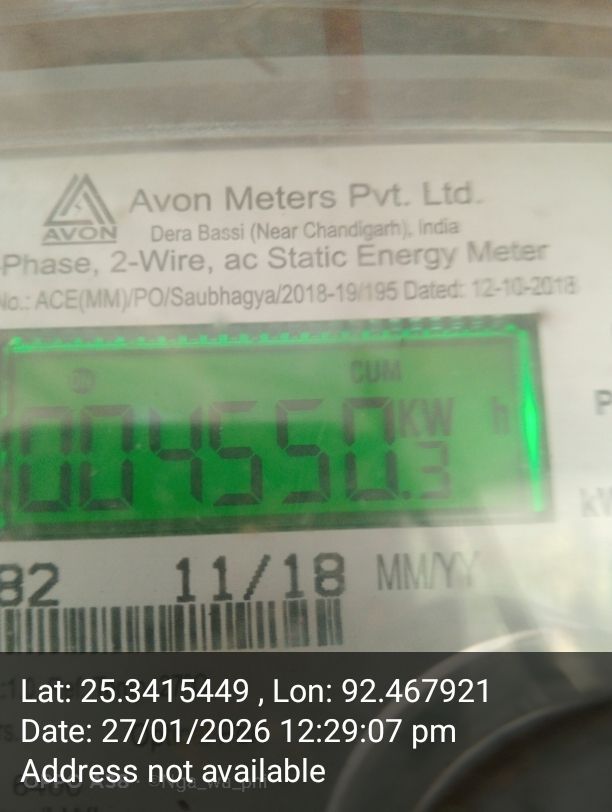 Avon Meters Pvt. Ltd.
AVON
Dera Bassi (Near Chandigarh), India
-Phase, 2-Wire, ac Static Energy Meter
No.: ACE(MM)/PO/Saubhagya/2018-19/195 Dated: 12-10-2018
CUM
004550.3 KW h
82 11/18 MM/YY
Lat: 25.3415449 , Lon: 92.467921
Date: 27/01/2026 12:29:07 pm
Address not available